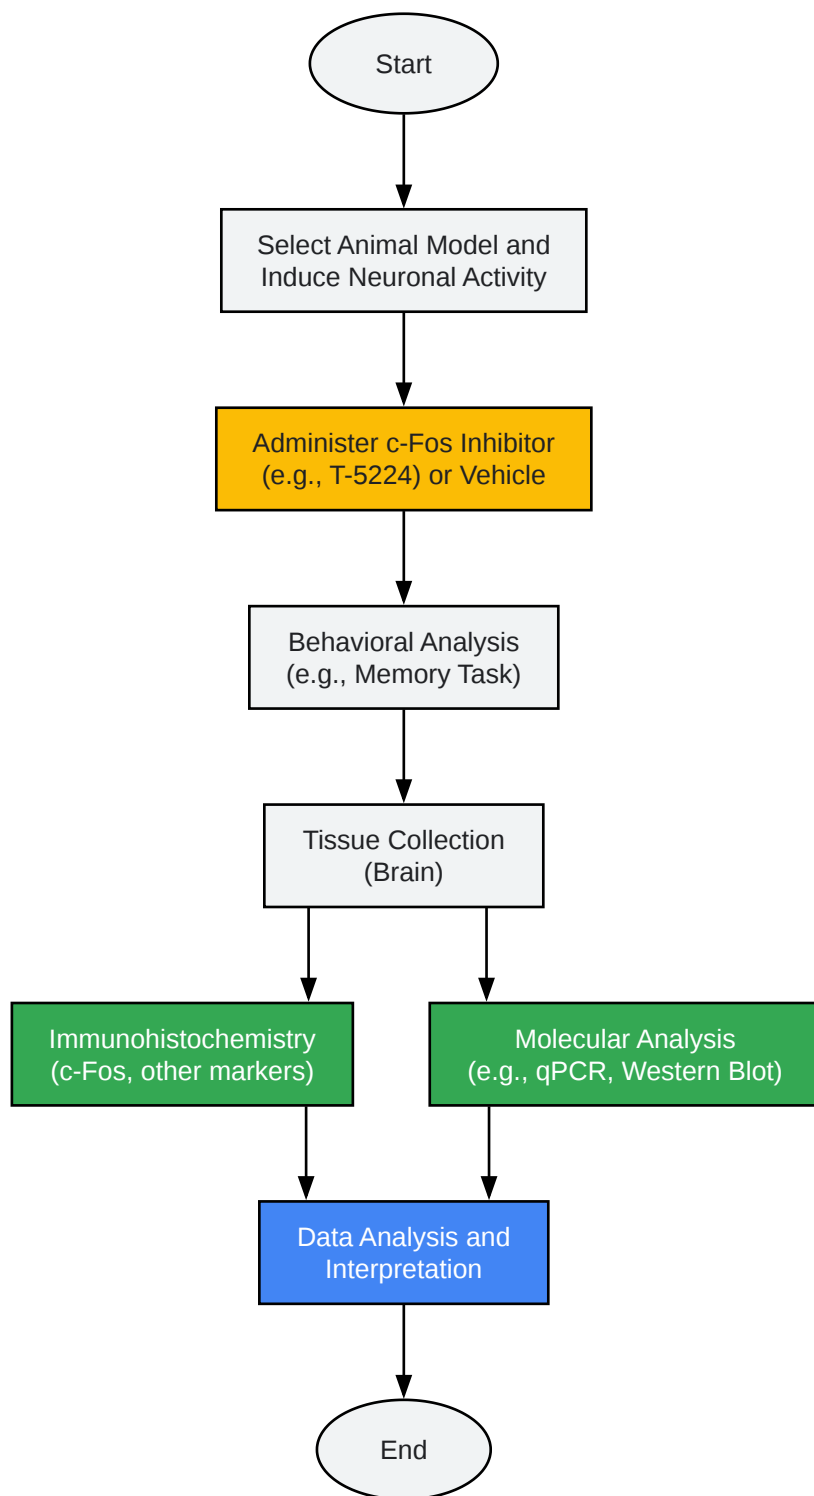 Start
Select Animal Model and
Induce Neuronal Activity
Administer c-Fos Inhibitor
(e.g., T-5224) or Vehicle
Behavioral Analysis
(e.g., Memory Task)
Tissue Collection
(Brain)
Immunohistochemistry
(c-Fos, other markers)
Molecular Analysis
(e.g., qPCR, Western Blot)
Data Analysis and
Interpretation
End